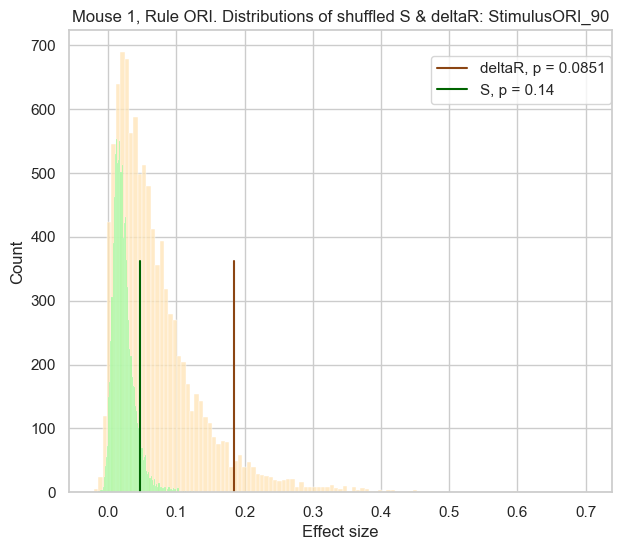 Mouse 1, Rule ORI. Distributions of shuffled S & deltaR: StimulusORI_90
700
600
500
400
300
200
100
0
Count
deltaR, p = 0.0851
S, p = 0.14
0.0 0.1 0.2 0.3 0.4 0.5 0.6 0.7
Effect size